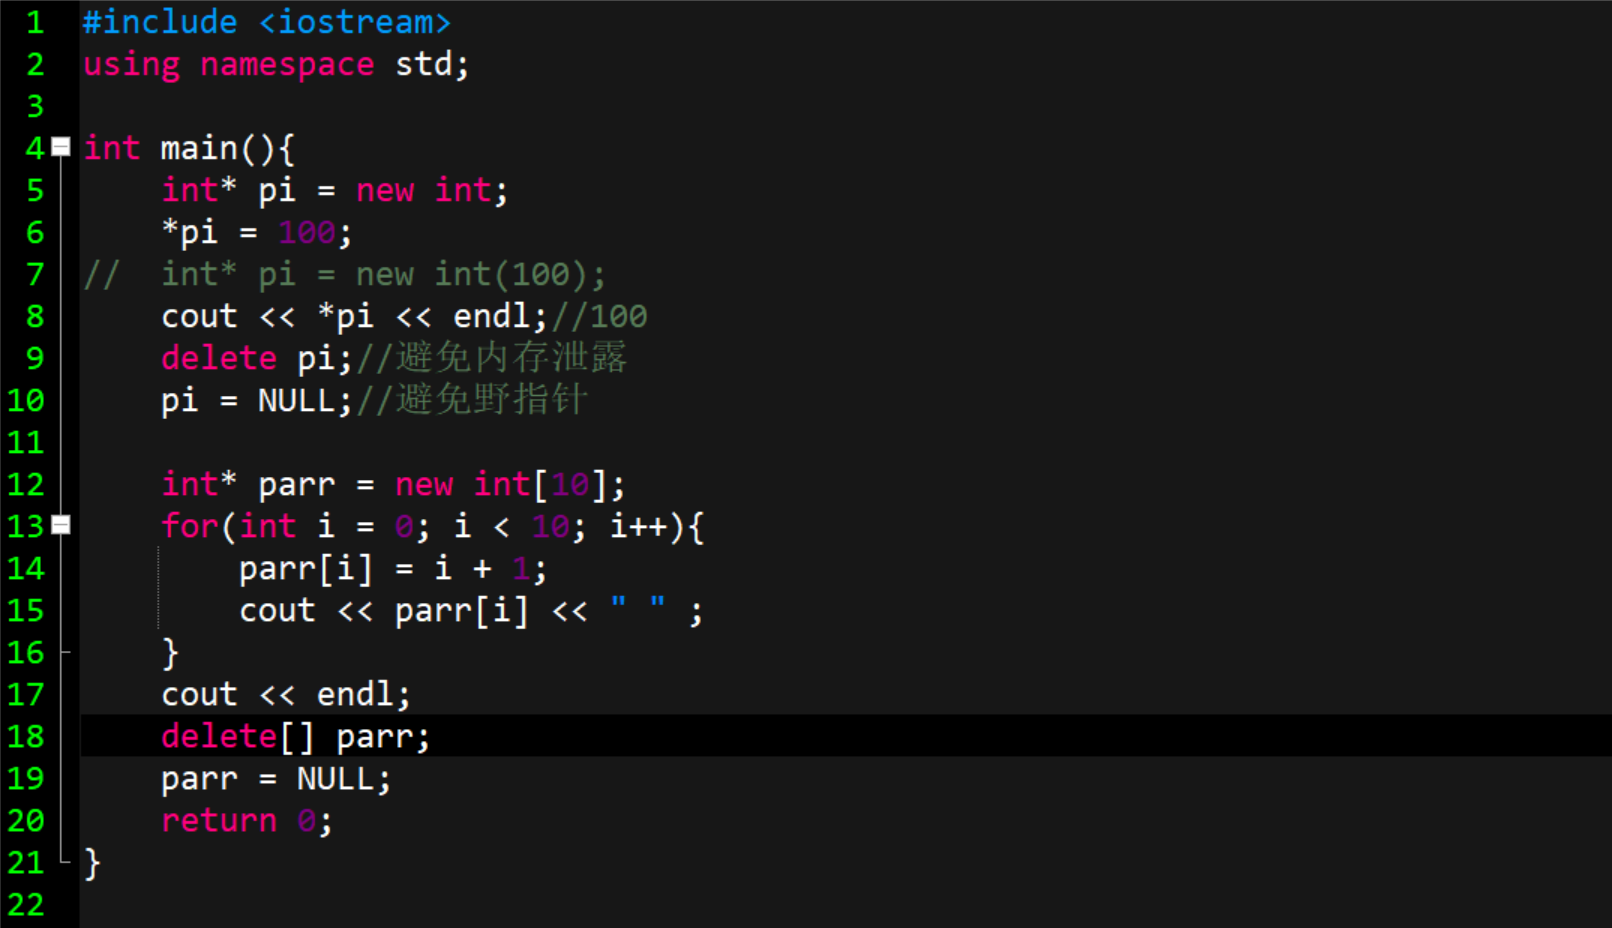 1 #include <iostream>
2 using namespace std;
3
4 int main(){
5     int* pi = new int;
6     *pi = 100;
7 //  int* pi = new int(100);
8     cout << *pi << endl;//100
9     delete pi;//避免内存泄露
10     pi = NULL;//避免野指针
11
12     int* parr = new int[10];
13     for(int i = 0; i < 10; i++){
14         parr[i] = i + 1;
15         cout << parr[i] << " " ;
16     }
17     cout << endl;
18     delete[] parr;
19     parr = NULL;
20     return 0;
21 }
22